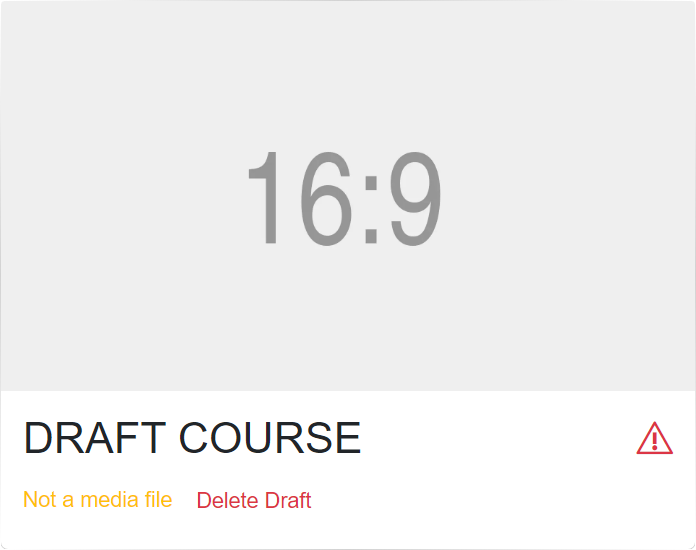 16:9
DRAFT COURSE
Not a media file Delete Draft